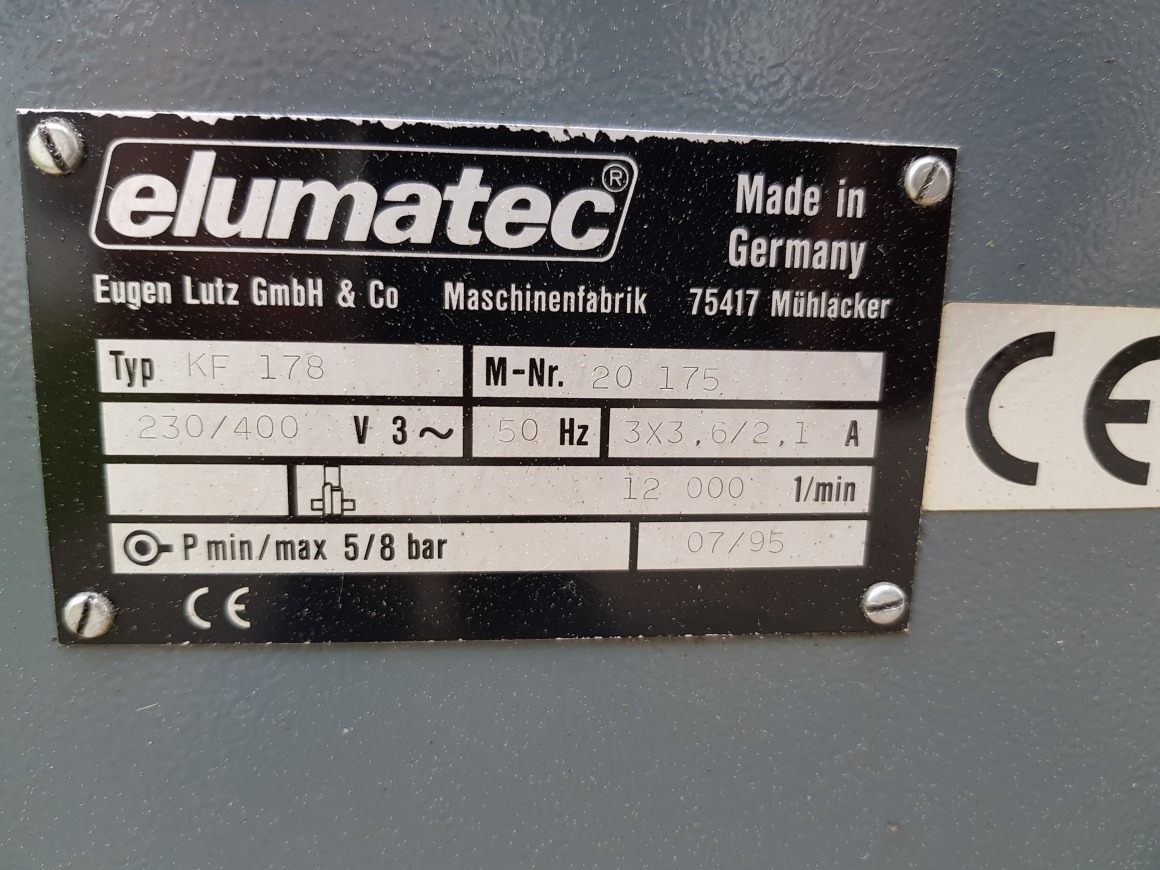 elumatec®
Made in
Germany
Eugen Lutz GmbH & Co Maschinenfabrik 75417 Mühlacker
Typ KF 178 M-Nr. 20 175
230/400 V 3~ 50 Hz 3X3,6/2,1 A
12 000 1/min
P min/max 5/8 bar 07/95
CE
CE